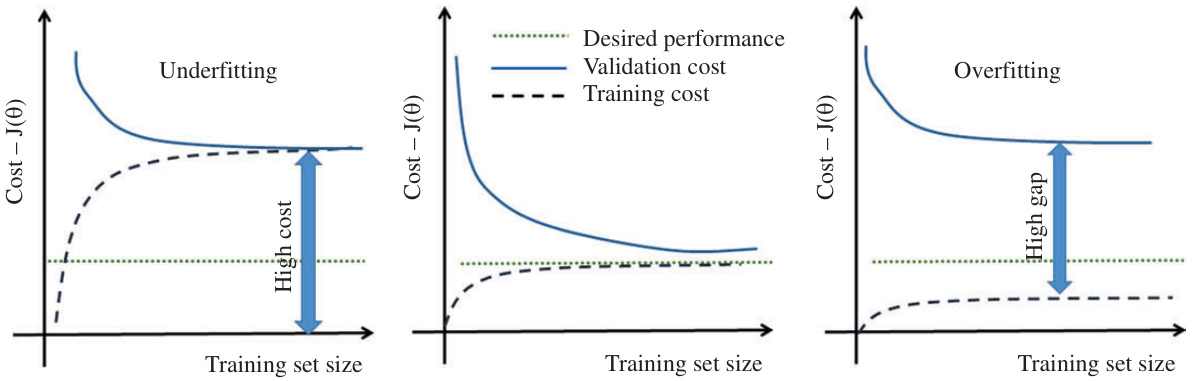 Underfitting
Cost – J(θ)
High cost
Training set size
Desired performance
Validation cost
Training cost
Cost – J(θ)
Training set size
Overfitting
Cost – J(θ)
High gap
Training set size